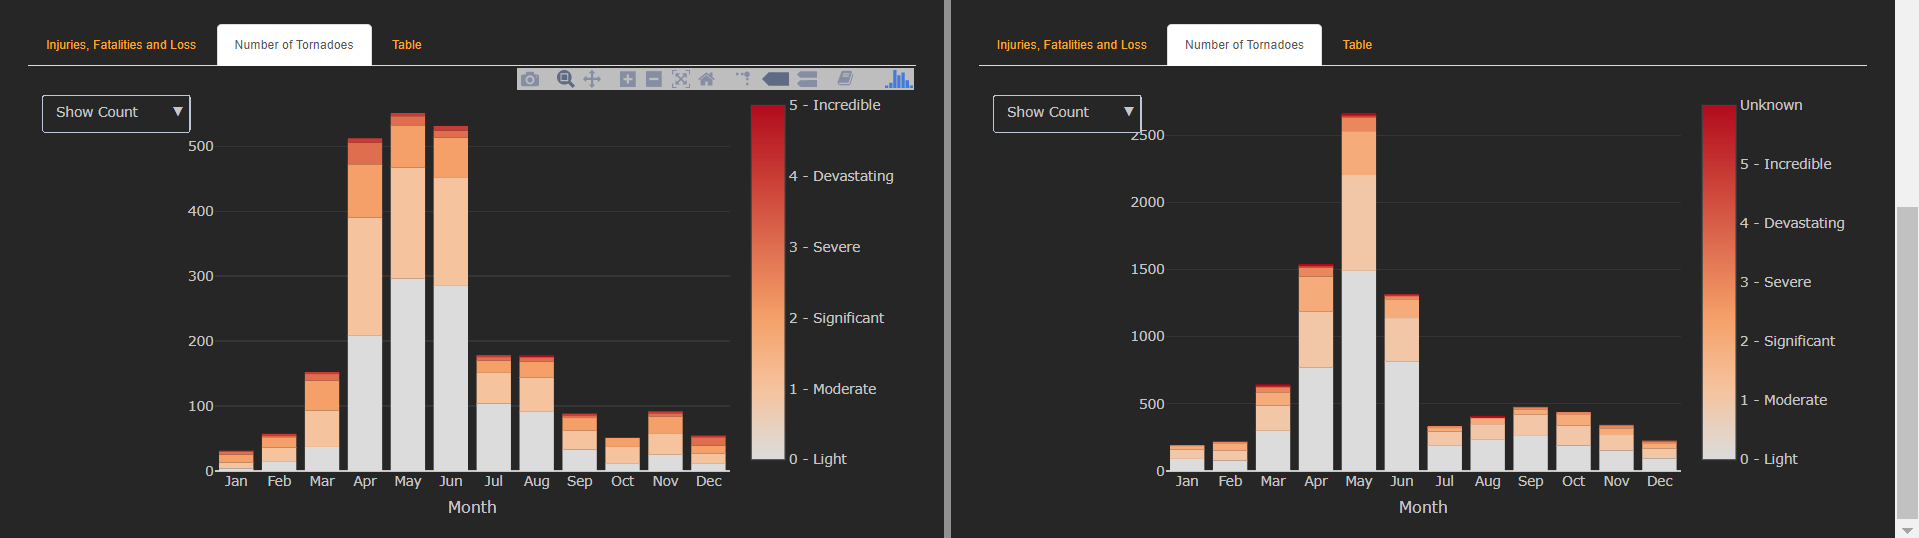 Injuries, Fatalities and Loss
Number of Tornadoes
Table
Show Count ▼
500
400
300
200
100
0
Jan Feb Mar Apr May Jun Jul Aug Sep Oct Nov Dec
Month
5 - Incredible
4 - Devastating
3 - Severe
2 - Significant
1 - Moderate
0 - Light
Injuries, Fatalities and Loss
Number of Tornadoes
Table
Show Count ▼
2500
2000
1500
1000
500
0
Jan Feb Mar Apr May Jun Jul Aug Sep Oct Nov Dec
Month
Unknown
5 - Incredible
4 - Devastating
3 - Severe
2 - Significant
1 - Moderate
0 - Light